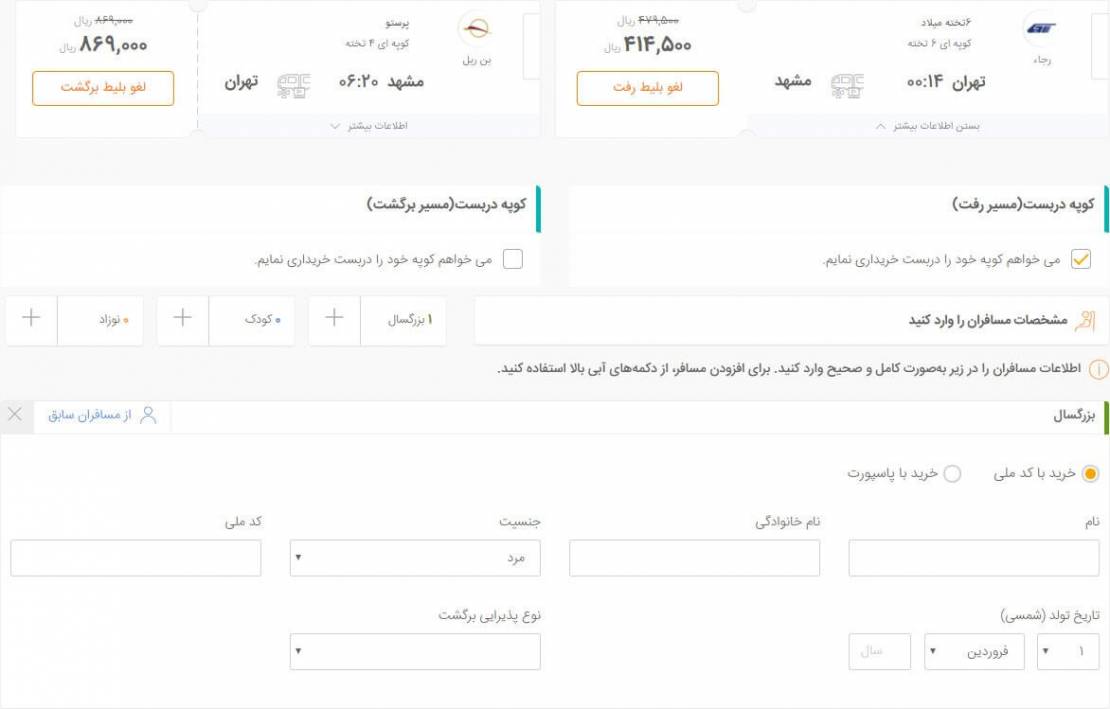 ۴۷۹,۵۰۰ ریال
۴۱۴,۵۰۰ ریال
لغو بلیط رفت
۶تخته میلاد
کوپه ای ۶ تخته
رجاء
تهران ۰۰:۱۴
مشهد
بستن اطلاعات بیشتر
۸۶۹,۰۰۰ ریال
۸۶۹,۰۰۰ ریال
لغو بلیط برگشت
پرستو
کوپه ای ۴ تخته
بن ریل
مشهد ۰۶:۲۰
تهران
اطلاعات بیشتر
کوپه دربست(مسیر رفت)
می خواهم کوپه خود را دربست خریداری نمایم.
کوپه دربست(مسیر برگشت)
می خواهم کوپه خود را دربست خریداری نمایم.
مشخصات مسافران را وارد کنید
۱ بزرگسال
+
۰ کودک
+
۰ نوزاد
+
اطلاعات مسافران را در زیر به‌صورت کامل و صحیح وارد کنید. برای افزودن مسافر، از دکمه‌های آبی بالا استفاده کنید.
بزرگسال
از مسافران سابق
خرید با کد ملی
خرید با پاسپورت
نام
نام خانوادگی
جنسیت
کد ملی
مرد
تاریخ تولد (شمسی)
نوع پذیرایی برگشت
۱
فروردین
سال